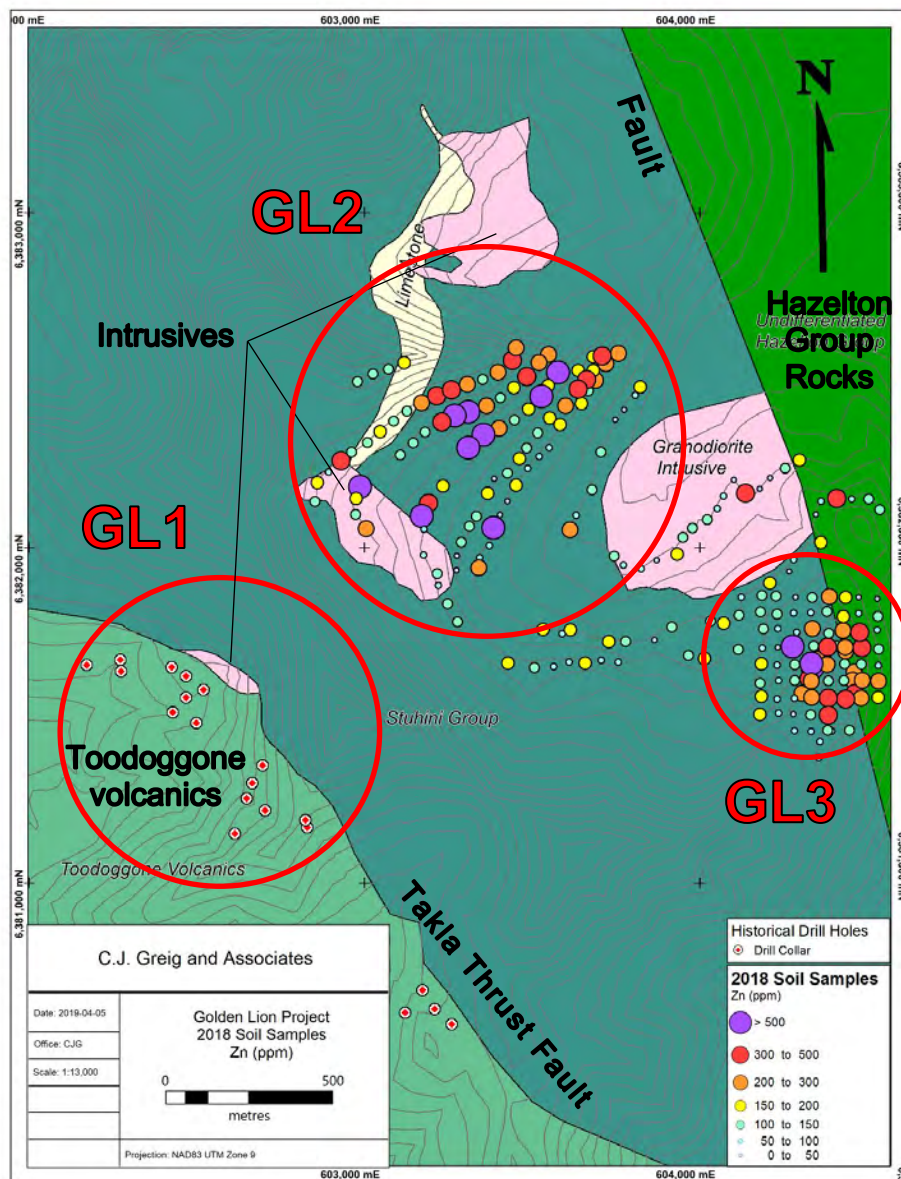 00 mE
603,000 mE
604,000 mE
N
Fault
GL2
6,383,000 mN
Limestone
Intrusives
Undifferentiated
Hazelton Group
Hazelton
Group
Rocks
Granodiorite
Intrusive
GL1
6,382,000 mN
Stuhini Group
Toodoggone
volcanics
GL3
Toodoggone Volcanics
6,381,000 mN
Takla Thrust Fault
C.J. Greig and Associates
Date: 2019-04-05
Office: CJG
Scale: 1:13,000
Golden Lion Project
2018 Soil Samples
Zn (ppm)
0 500
metres
Projection: NAD83 UTM Zone 9
Historical Drill Holes
Drill Collar
2018 Soil Samples
Zn (ppm)
> 500
300 to 500
200 to 300
150 to 200
100 to 150
50 to 100
0 to 50
603,000 mE
604,000 mE